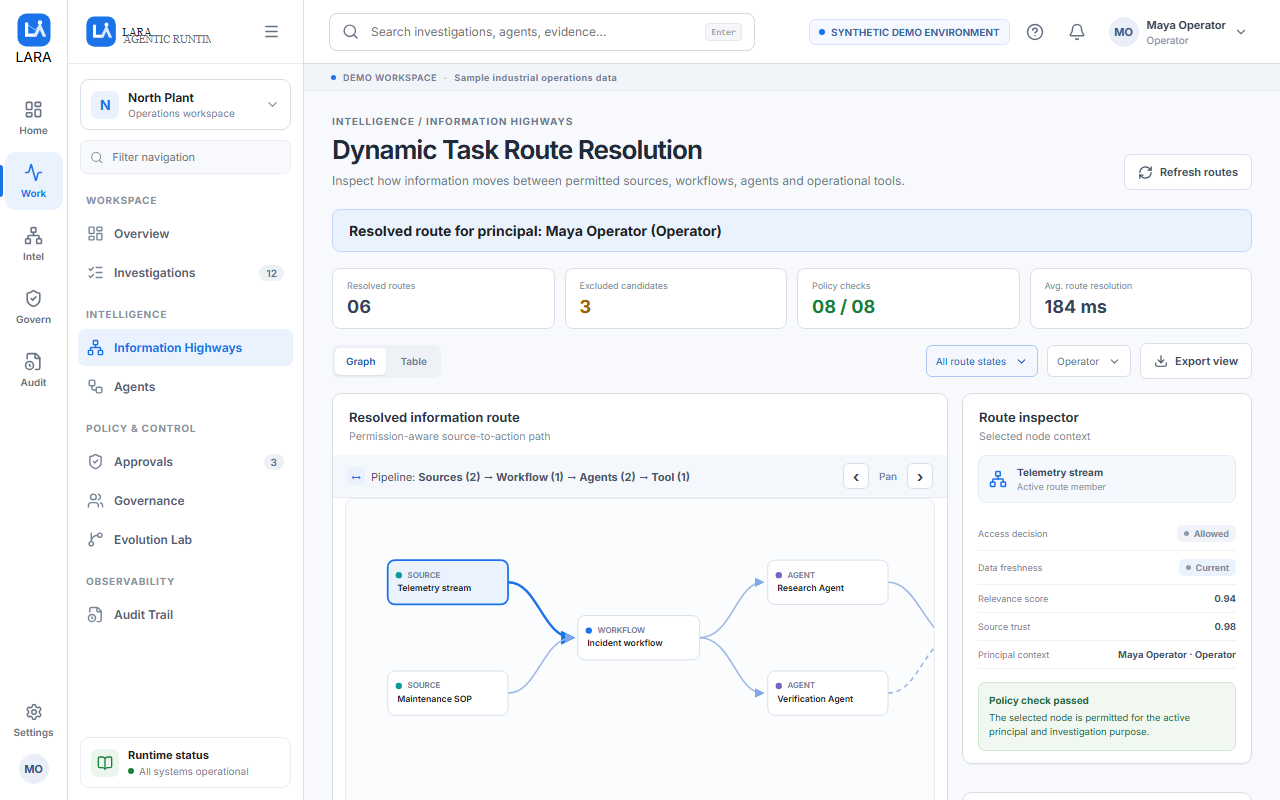 LARA
Home
Work
Intel
Govern
Audit
Settings
MO
LARA
AGENTIC RUNTIM
N
North Plant
Operations workspace
Filter navigation
WORKSPACE
Overview
Investigations
12
INTELLIGENCE
Information Highways
Agents
POLICY & CONTROL
Approvals
3
Governance
Evolution Lab
OBSERVABILITY
Audit Trail
Runtime status
All systems operational
Search investigations, agents, evidence...
Enter
SYNTHETIC DEMO ENVIRONMENT
MO
Maya Operator
Operator
DEMO WORKSPACE · Sample industrial operations data
INTELLIGENCE / INFORMATION HIGHWAYS
Dynamic Task Route Resolution
Inspect how information moves between permitted sources, workflows, agents and operational tools.
Refresh routes
Resolved route for principal: Maya Operator (Operator)
Resolved routes
06
Excluded candidates
3
Policy checks
08 / 08
Avg. route resolution
184 ms
Graph
Table
All route states
Operator
Export view
Resolved information route
Permission-aware source-to-action path
↔ Pipeline: Sources (2) → Workflow (1) → Agents (2) → Tool (1)
‹ Pan ›
SOURCE
Telemetry stream
SOURCE
Maintenance SOP
WORKFLOW
Incident workflow
AGENT
Research Agent
AGENT
Verification Agent
Route inspector
Selected node context
Telemetry stream
Active route member
Access decision
Allowed
Data freshness
Current
Relevance score
0.94
Source trust
0.98
Principal context
Maya Operator · Operator
Policy check passed
The selected node is permitted for the active
principal and investigation purpose.